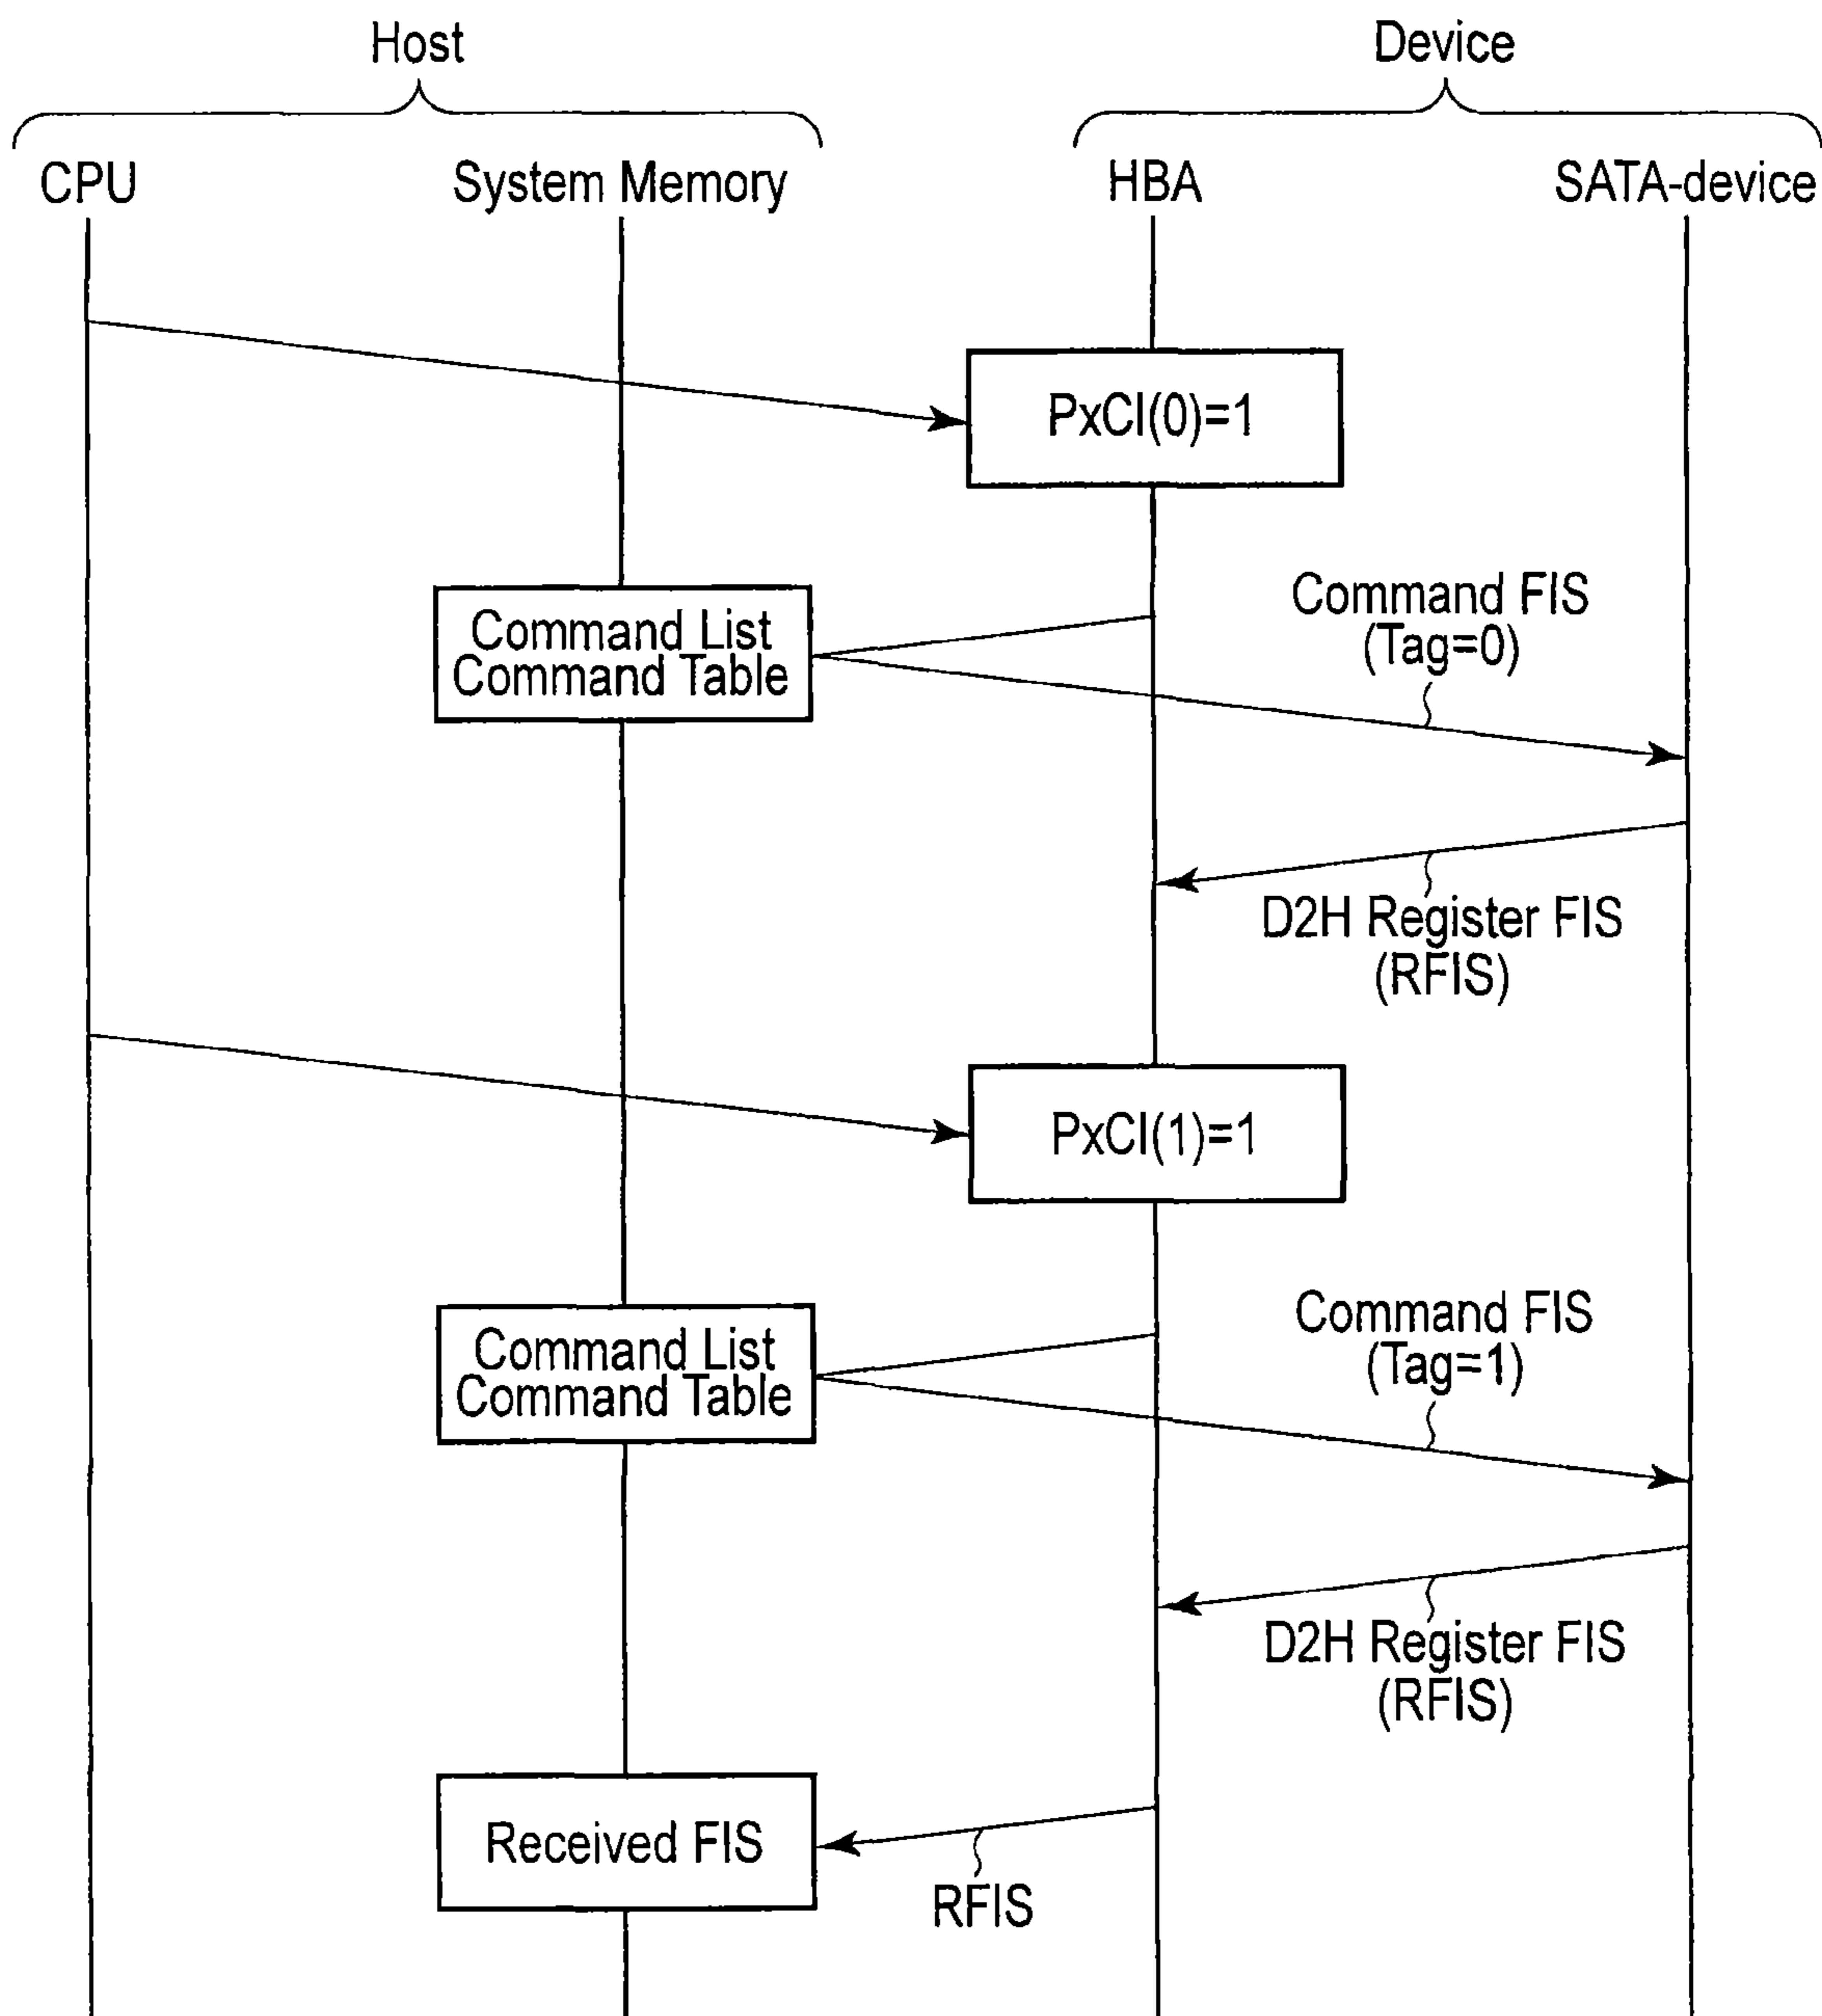 Host
Device
CPU
System Memory
HBA
SATA-device
PxCI(0)=1
Command List
Command Table
Command FIS
(Tag=0)
D2H Register FIS
(RFIS)
PxCI(1)=1
Command List
Command Table
Command FIS
(Tag=1)
D2H Register FIS
(RFIS)
Received FIS
RFIS